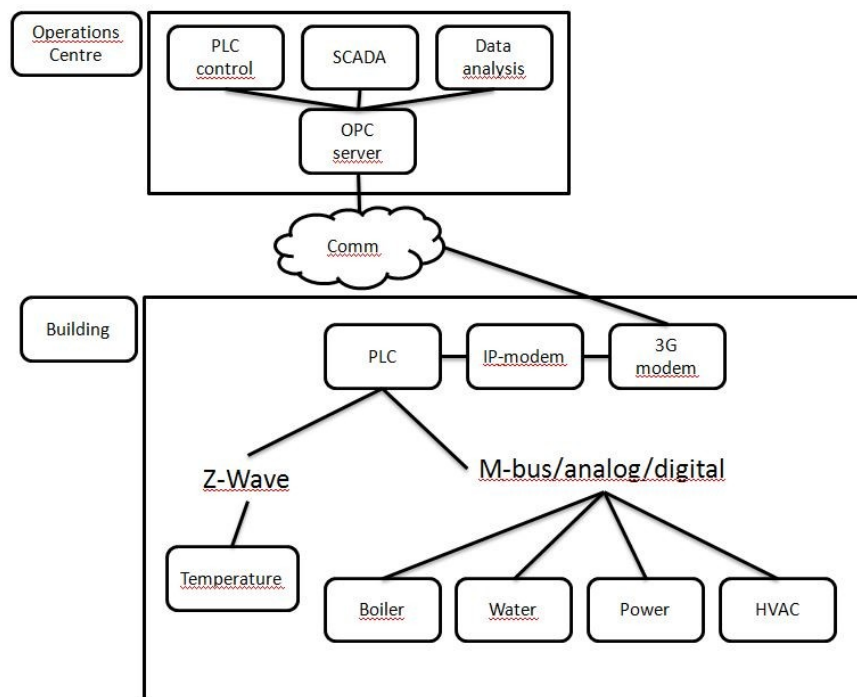 Operations
Centre
PLC
control
SCADA
Data
analysis
OPC
server
Comm
Building
PLC
IP-modem
3G
modem
Z-Wave
M-bus/analog/digital
Temperature
Boiler
Water
Power
HVAC